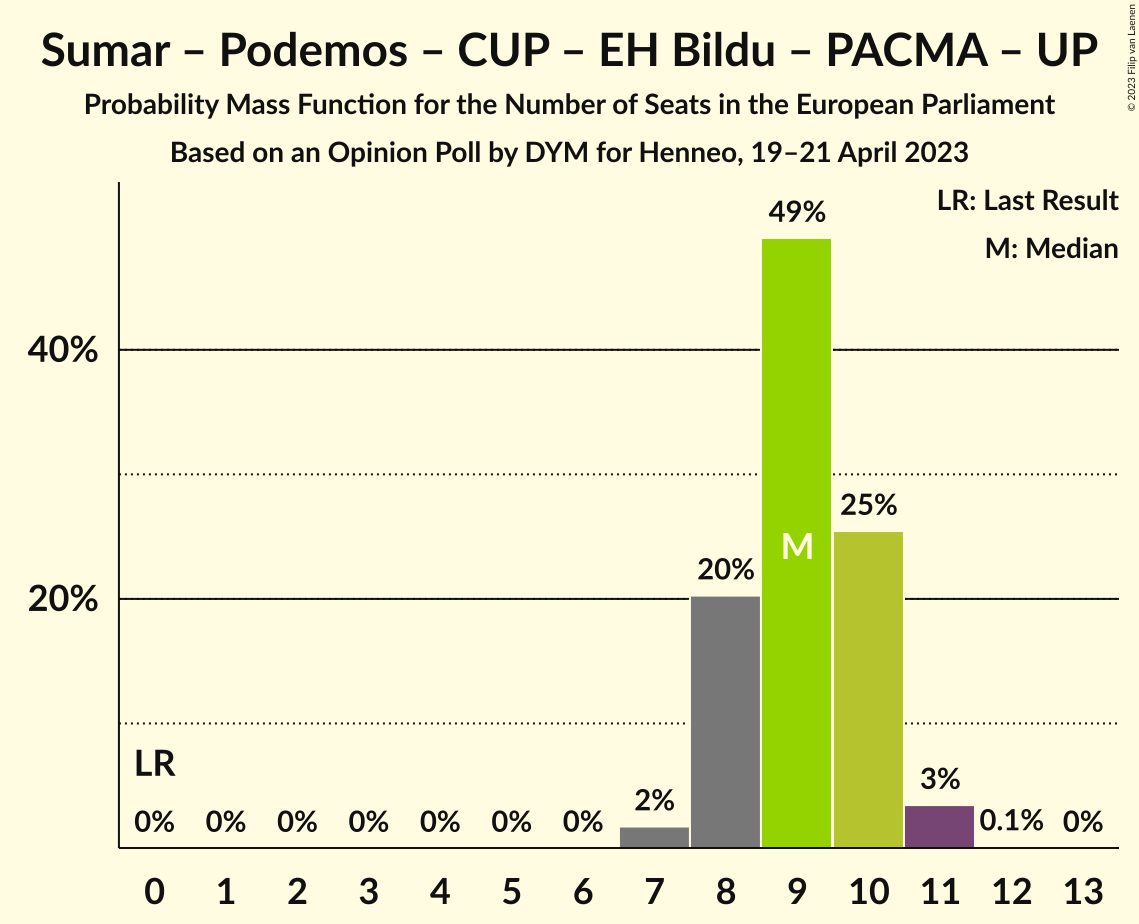 Sumar – Podemos – CUP – EH Bildu – PACMA – UP
Probability Mass Function for the Number of Seats in the European Parliament
Based on an Opinion Poll by DYM for Henneo, 19–21 April 2023
© 2023 Filip van Laenen
LR: Last Result
M: Median
49%
40%
25%
M
20%
20%
LR
3%
2%
0% 0% 0% 0% 0% 0% 0% 0.1% 0%
0 1 2 3 4 5 6 7 8 9 10 11 12 13